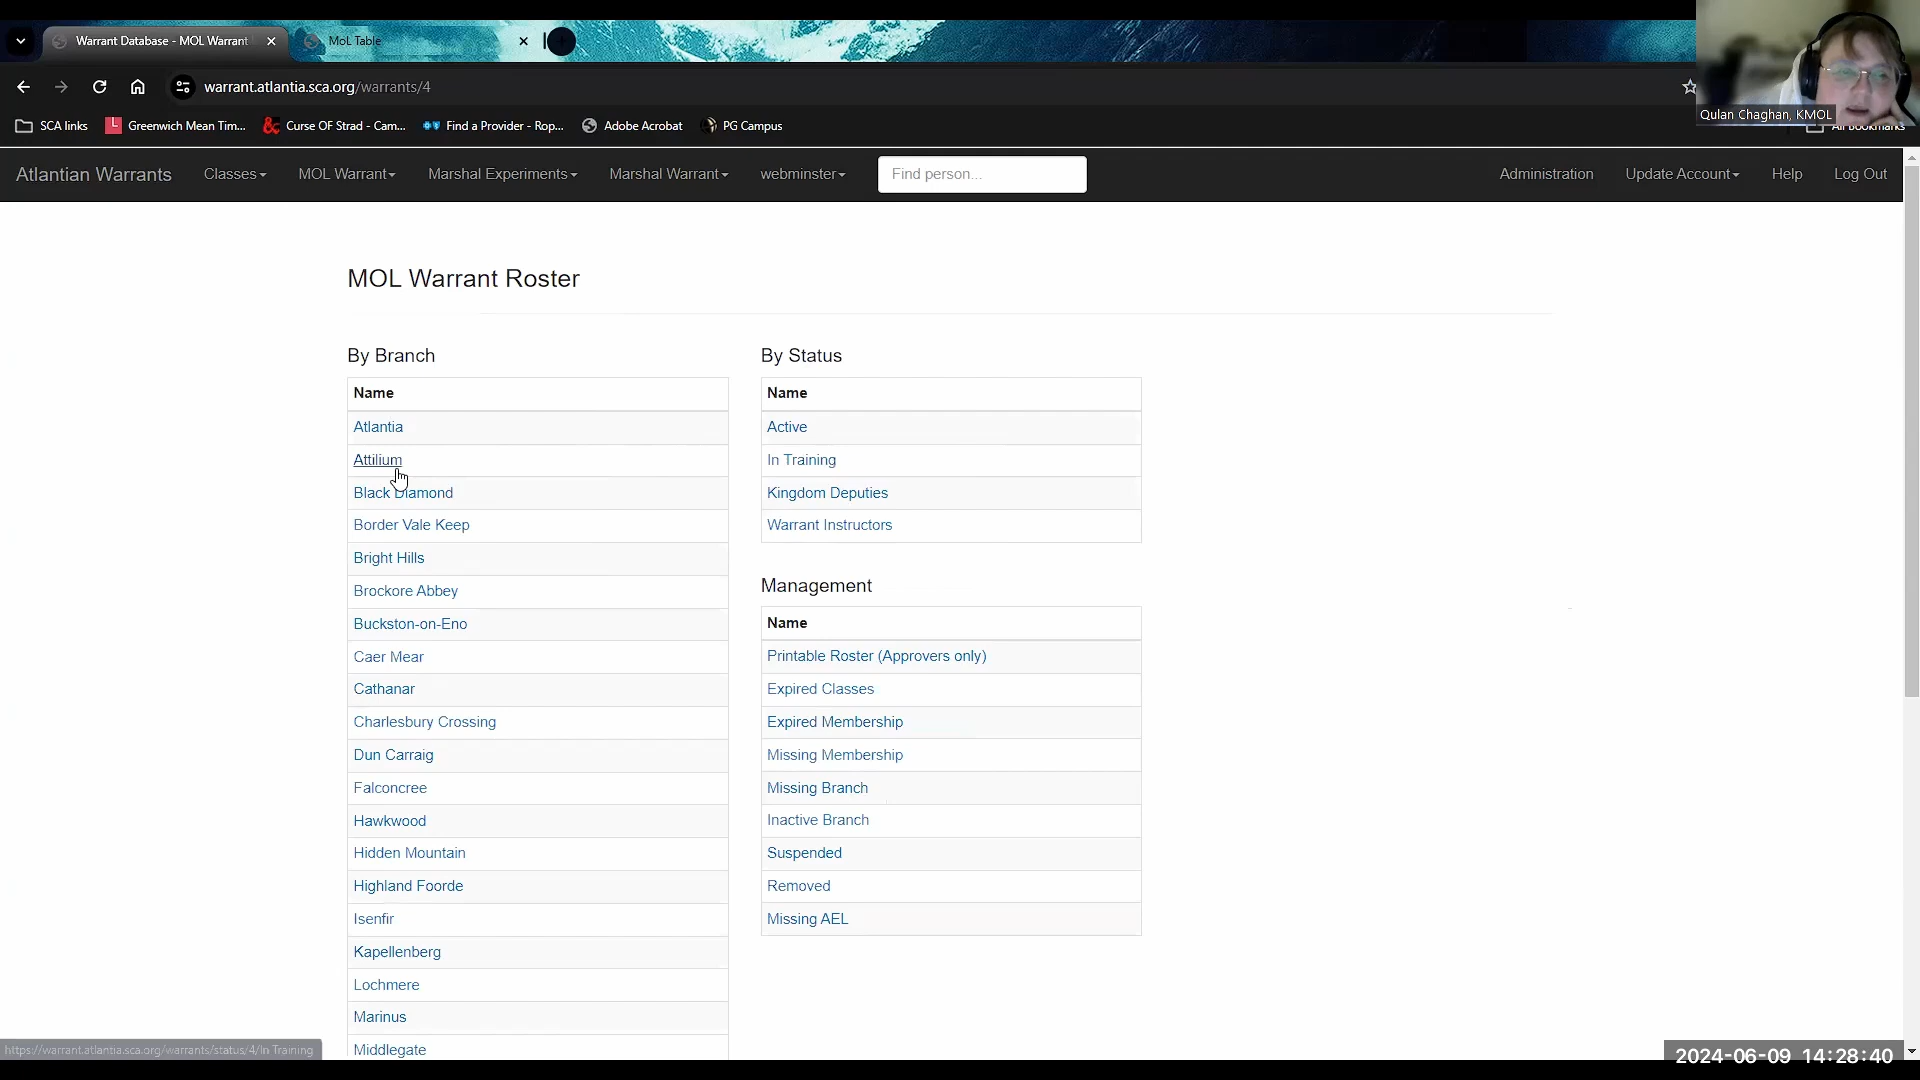 Warrant Database - MOL Warrant
MoL Table
warrant.atlantia.sca.org/warrants/4
SCA links
Greenwich Mean Tim...
Curse OF Strad - Cam...
Find a Provider - Rop...
Adobe Acrobat
PG Campus
All Bookmarks
Qulan Chaghan, KMOL
Atlantian Warrants
Classes
MOL Warrant
Marshal Experiments
Marshal Warrant
webminster
Find person...
Administration
Update Account
Help
Log Out
MOL Warrant Roster
By Branch
Name
Atlantia
Attilium
Black Diamond
Border Vale Keep
Bright Hills
Brockore Abbey
Buckston-on-Eno
Caer Mear
Cathanar
Charlesbury Crossing
Dun Carraig
Falconcree
Hawkwood
Hidden Mountain
Highland Foorde
Isenfir
Kapellenberg
Lochmere
Marinus
Middlegate
By Status
Name
Active
In Training
Kingdom Deputies
Warrant Instructors
Management
Name
Printable Roster (Approvers only)
Expired Classes
Expired Membership
Missing Membership
Missing Branch
Inactive Branch
Suspended
Removed
Missing AEL
https://warrant.atlantia.sca.org/warrants/status/4/In Training
2024-06-09 14:28:40